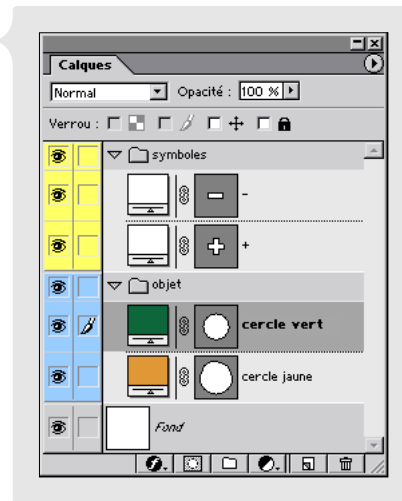 Calques
Normal Opacité : 100 %
Verrou :
symboles
-
+
objet
cercle vert
cercle jaune
Fond